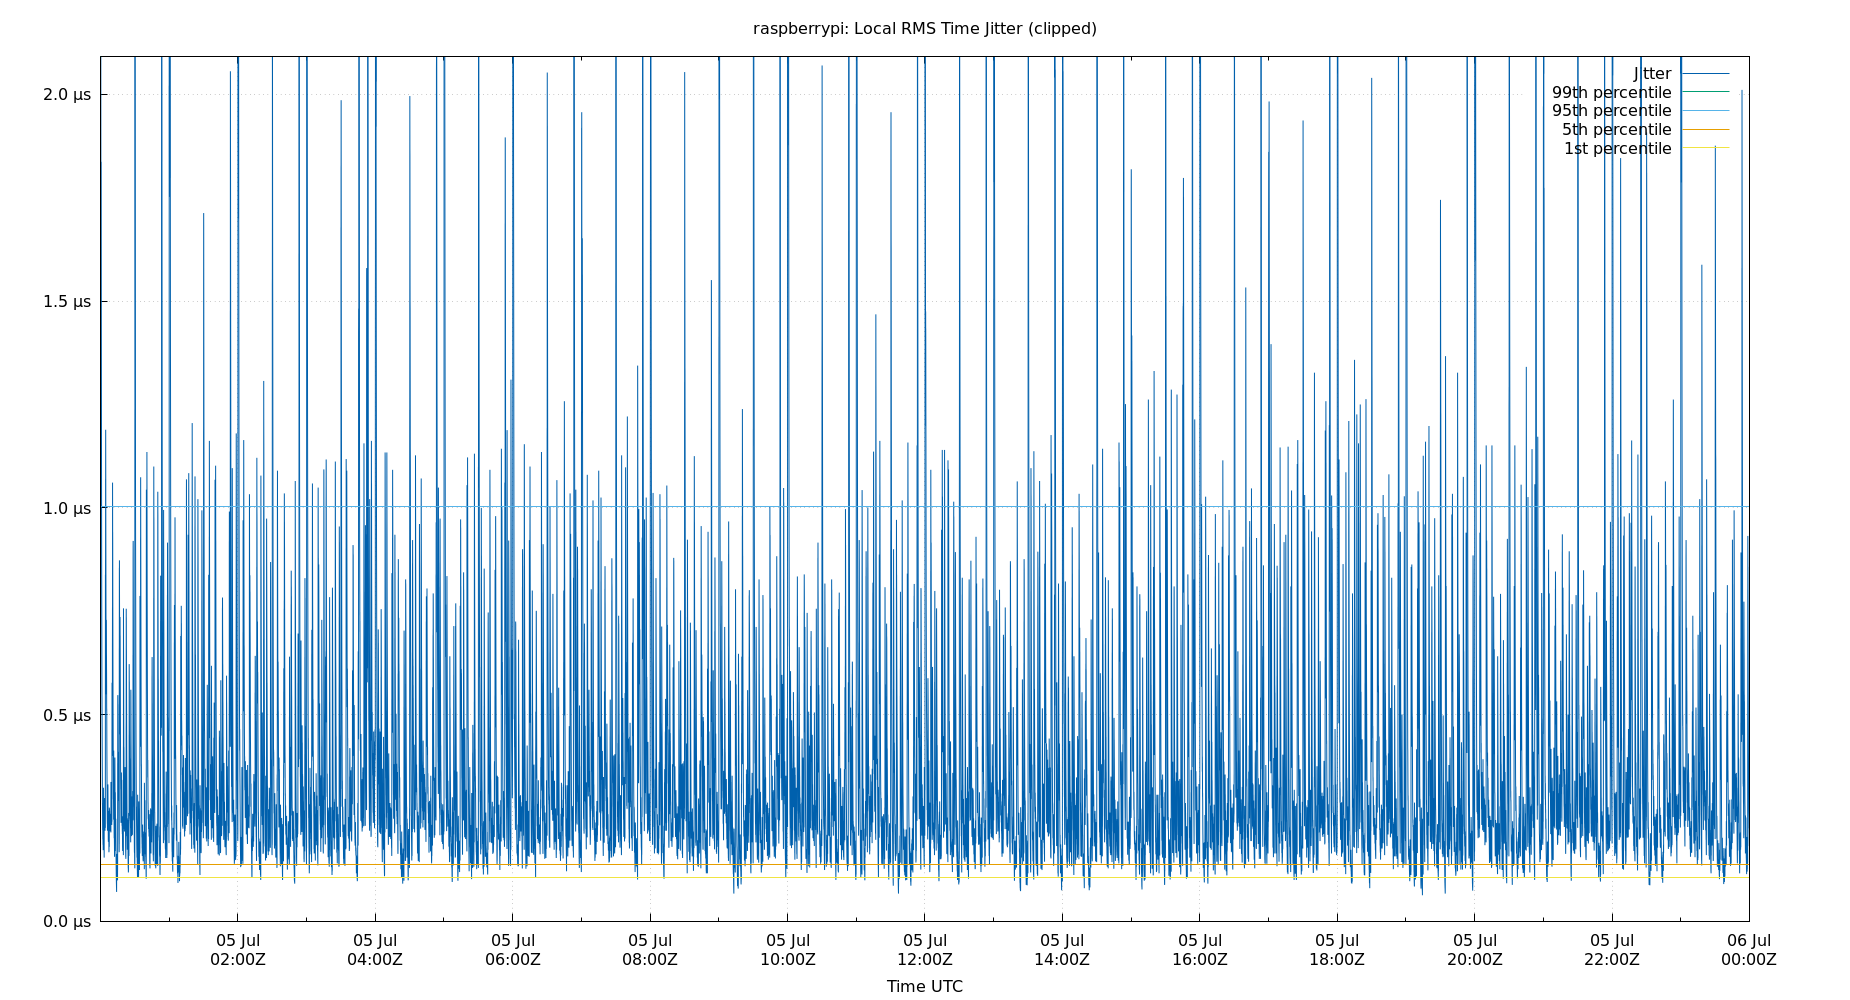 raspberrypi: Local RMS Time Jitter (clipped)
Jitter
99th percentile
95th percentile
5th percentile
1st percentile
2.0 µs
1.5 µs
1.0 µs
0.5 µs
0.0 µs
05 Jul 05 Jul 05 Jul 05 Jul 05 Jul 05 Jul 05 Jul 05 Jul 05 Jul 05 Jul 05 Jul 06 Jul
02:00Z 04:00Z 06:00Z 08:00Z 10:00Z 12:00Z 14:00Z 16:00Z 18:00Z 20:00Z 22:00Z 00:00Z
Time UTC